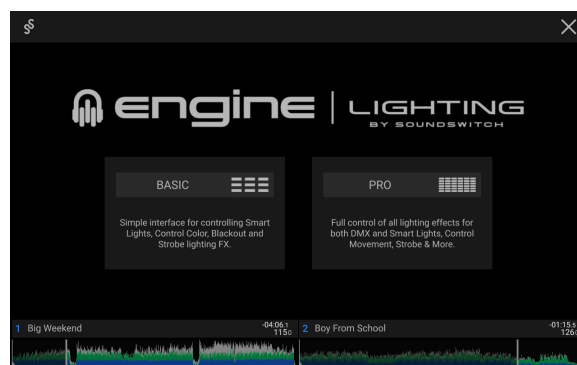 engine | LIGHTING
BY SOUNDSWITCH
BASIC
PRO
Simple interface for controlling Smart
Lights, Control Color, Blackout and
Strobe lighting FX.
Full control of all lighting effects for
both DMX and Smart Lights, Control
Movement, Strobe & More.
1 Big Weekend
-04:06.1
115.0
2 Boy From School
-01:15.5
126.0